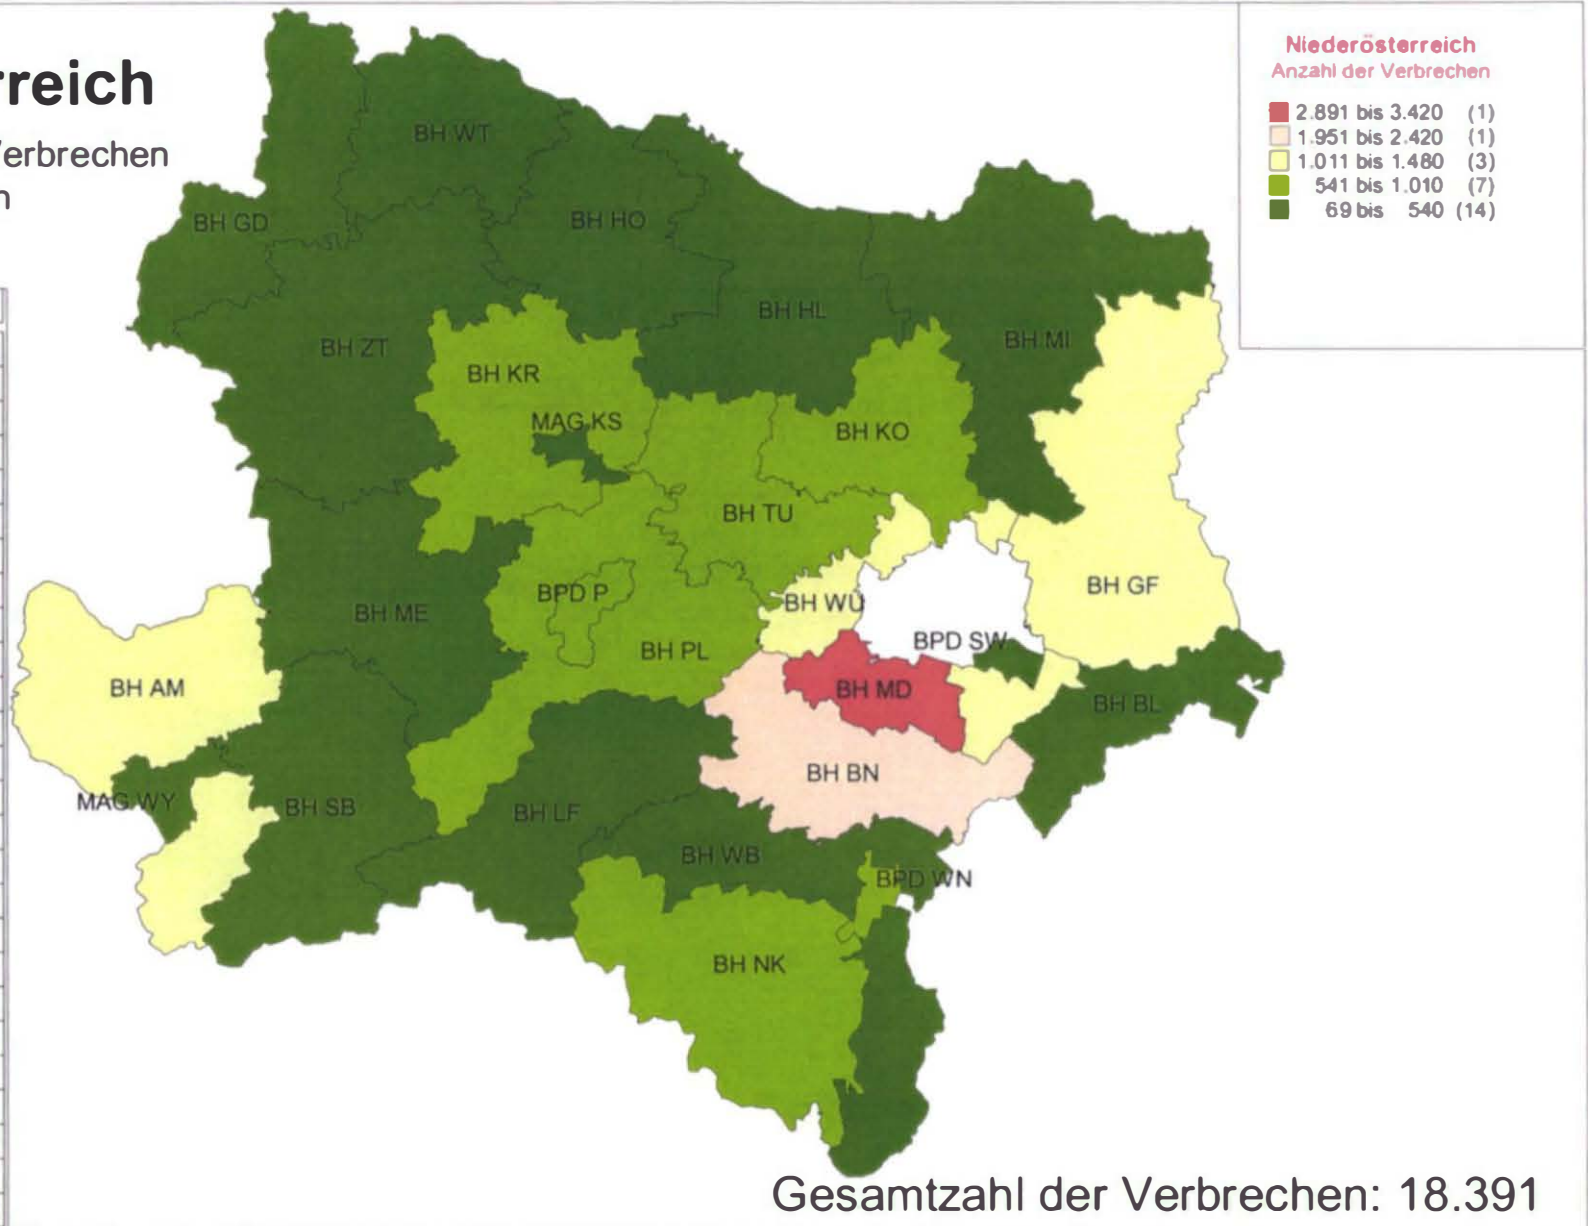 rreich
Verbrechen
n
Niederösterreich
Anzahl der Verbrechen
2.891 bis 3.420 (1)
1.951 bis 2.420 (1)
1.011 bis 1.480 (3)
541 bis 1.010 (7)
69 bis 540 (14)
BH WT
BH GD
BH HO
BH HL
BH MI
BH ZT
BH KR
MAG KS
BH KO
BH TU
BH GF
BPD P
BH WU
BH ME
BPD SW
BH PL
BH AM
BH MD
BH BL
BH BN
MAG WY
BH SB
BH LF
BH WB
BPD WN
BH NK
Gesamtzahl der Verbrechen: 18.391